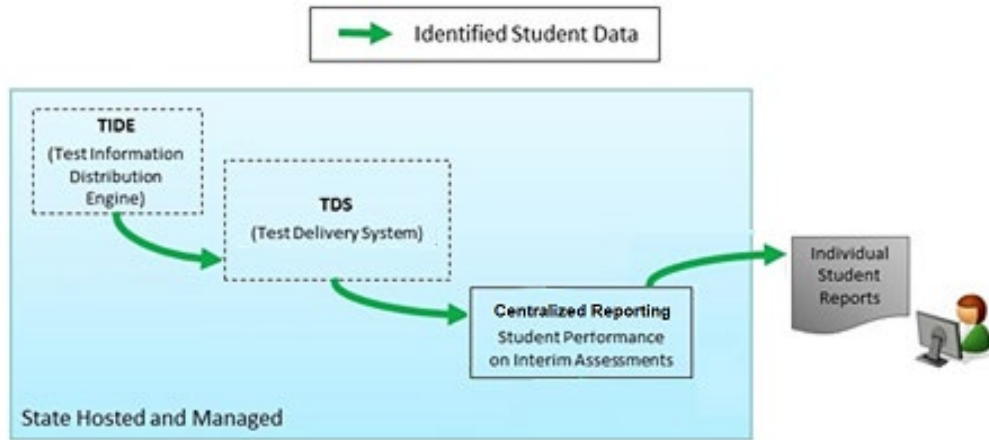 Identified Student Data
TIDE
(Test Information
Distribution
Engine)
TDS
(Test Delivery System)
Centralized Reporting
Student Performance
on Interim Assessments
Individual
Student
Reports
State Hosted and Managed